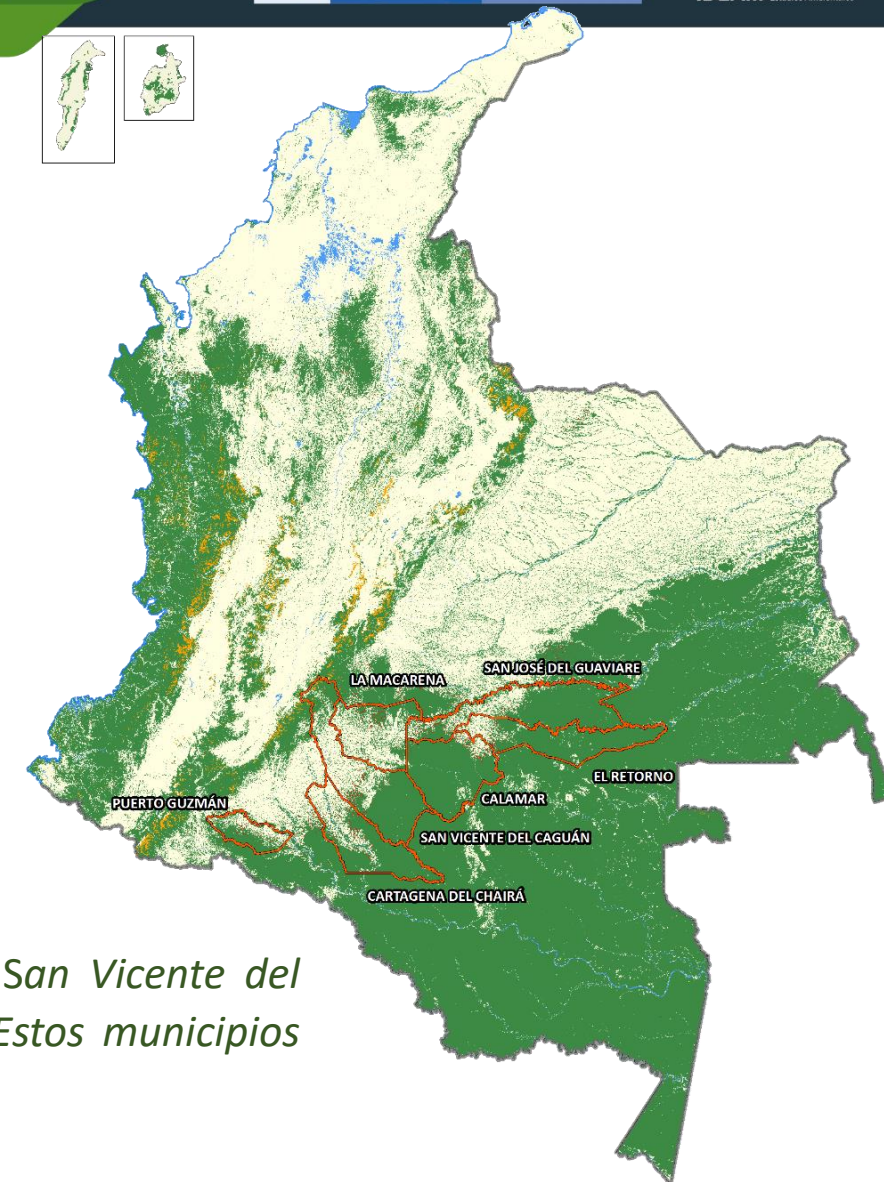 LA MACARENA
SAN JOSÉ DEL GUAVIARE
EL RETORNO
PUERTO GUZMÁN
CALAMAR
SAN VICENTE DEL CAGUÁN
CARTAGENA DEL CHAIRÁ
San Vicente del
Estos municipios